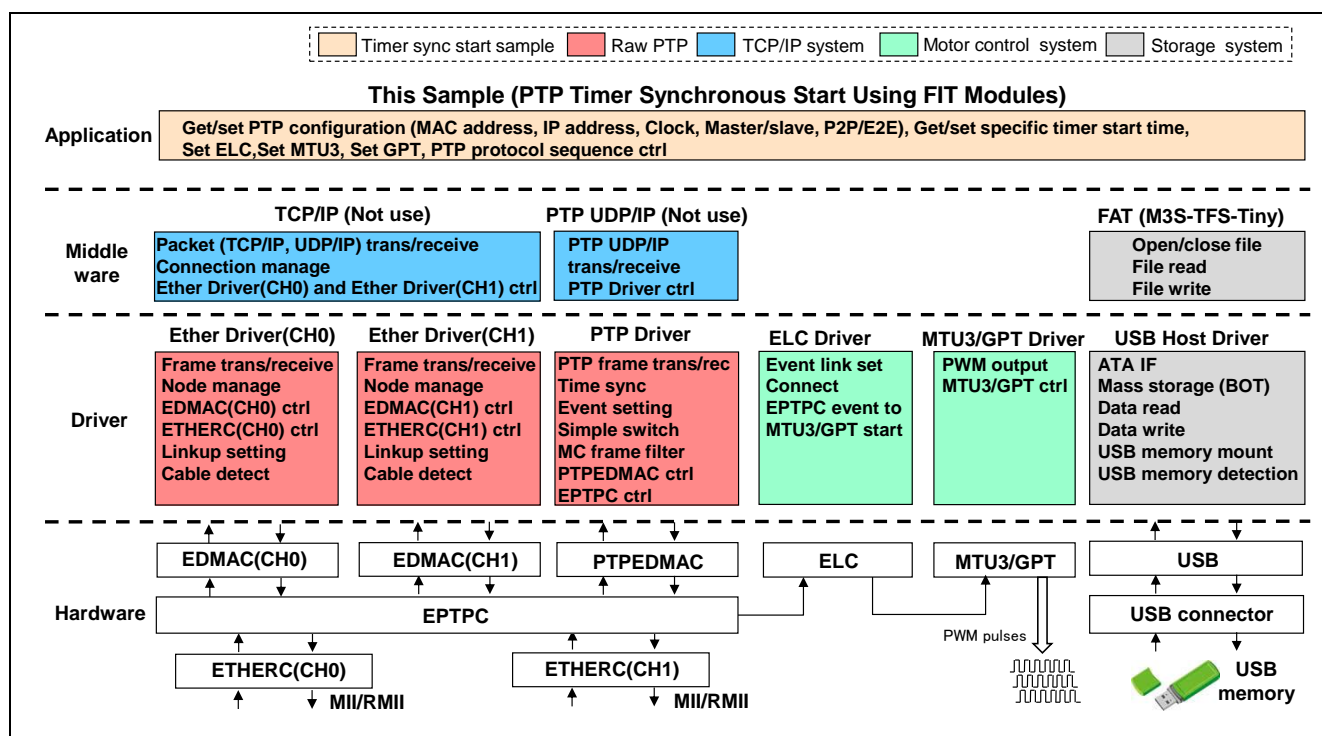 Timer sync start sample
Raw PTP
TCP/IP system
Motor control system
Storage system
This Sample (PTP Timer Synchronous Start Using FIT Modules)
Application
Get/set PTP configuration (MAC address, IP address, Clock, Master/slave, P2P/E2E), Get/set specific timer start time,
Set ELC,Set MTU3, Set GPT, PTP protocol sequence ctrl
Middle
ware
TCP/IP (Not use)
Packet (TCP/IP, UDP/IP) trans/receive
Connection manage
Ether Driver(CH0) and Ether Driver(CH1) ctrl
PTP UDP/IP (Not use)
PTP UDP/IP
trans/receive
PTP Driver ctrl
FAT (M3S-TFS-Tiny)
Open/close file
File read
File write
Driver
Ether Driver(CH0)
Frame trans/receive
Node manage
EDMAC(CH0) ctrl
ETHERC(CH0) ctrl
Linkup setting
Cable detect
Ether Driver(CH1)
Frame trans/receive
Node manage
EDMAC(CH1) ctrl
ETHERC(CH1) ctrl
Linkup setting
Cable detect
PTP Driver
PTP frame trans/rec
Time sync
Event setting
Simple switch
MC frame filter
PTPEDMAC ctrl
EPTPC ctrl
ELC Driver
Event link set
Connect
EPTPC event to
MTU3/GPT start
MTU3/GPT Driver
PWM output
MTU3/GPT ctrl
USB Host Driver
ATA IF
Mass storage (BOT)
Data read
Data write
USB memory mount
USB memory detection
Hardware
EDMAC(CH0)
EDMAC(CH1)
PTPEDMAC
ELC
MTU3/GPT
USB
EPTPC
USB connector
PWM pulses
ETHERC(CH0)
ETHERC(CH1)
MII/RMII
MII/RMII
USB
memory